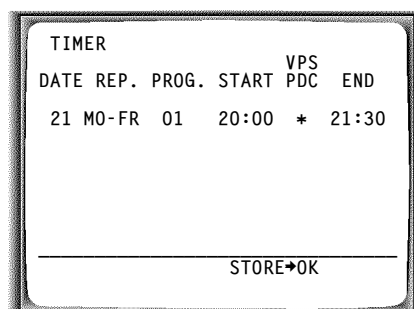 TIMER
VPS
DATE REP. PROG. START PDC END
21 MO-FR 01 20:00 * 21:30
STORE➔OK